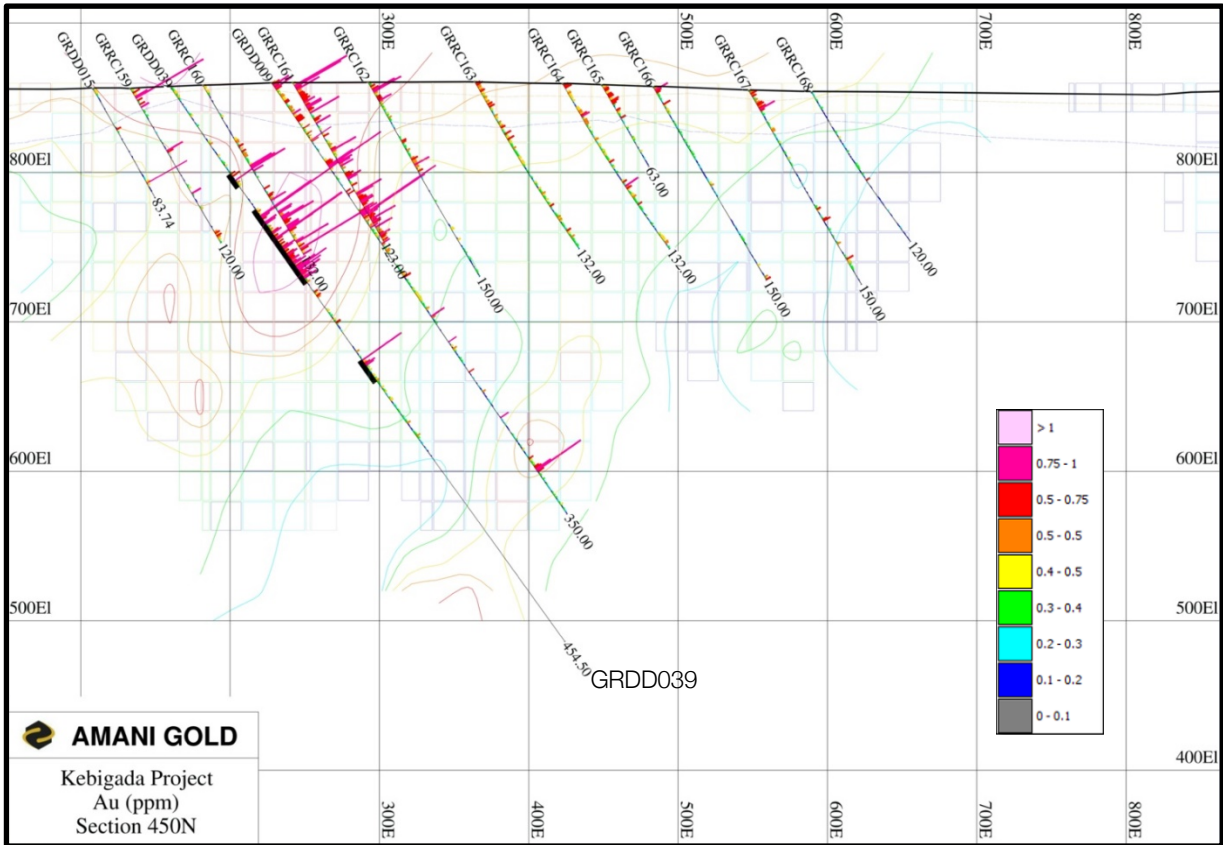 300E
500E
600E
700E
800E
GRDD015
GRRC159
GRDD039
GRRC160
GRDD009
GRRC161
GRRC162
GRRC163
GRRC164
GRRC165
GRRC166
GRRC167
GRRC168
800El
800El
83.74
120.00
123.00
150.00
132.00
63.00
132.00
150.00
150.00
120.00
700El
700El
600El
600El
350.00
500El
500El
454.50
GRDD039
> 1
0.75 - 1
0.5 - 0.75
0.5 - 0.5
0.4 - 0.5
0.3 - 0.4
0.2 - 0.3
0.1 - 0.2
0 - 0.1
AMANI GOLD
Kebigada Project
Au (ppm)
Section 450N
400El
300E
400E
500E
600E
700E
800E